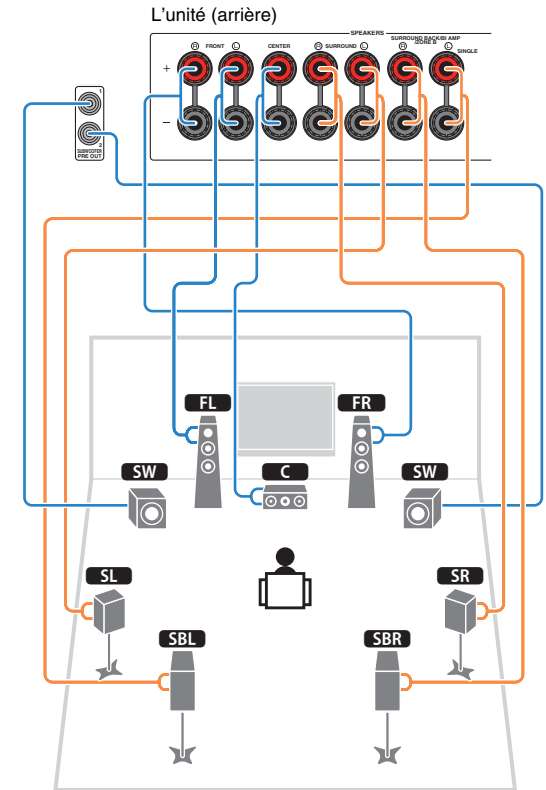 L'unité (arrière)
SPEAKERS
SURROUND BACK/BI AMP
/ZONE B
R FRONT L
CENTER
R SURROUND L
R
L
SINGLE
+
–
1
2
SUBWOOFER
PRE OUT
FL
FR
SW
C
SW
SL
SR
SBL
SBR